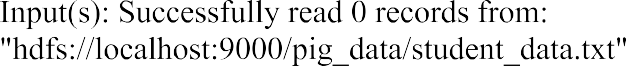 Input(s): Successfully read 0 records from:
"hdfs://localhost:9000/pig_data/student_data.txt"